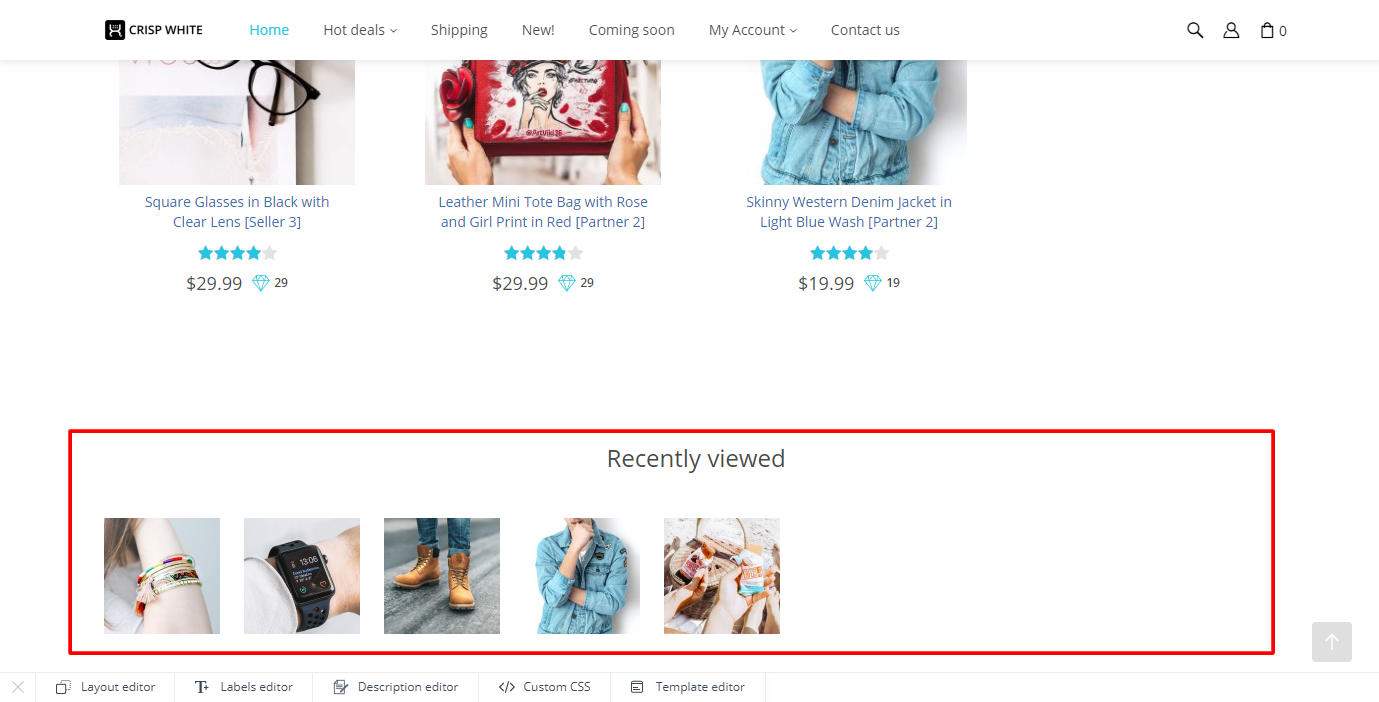 CRISP WHITE Home Hot deals Shipping New! Coming soon My Account Contact us 0
@ArtViki36
Square Glasses in Black with
Clear Lens [Seller 3]
$29.99 29
Leather Mini Tote Bag with Rose
and Girl Print in Red [Partner 2]
$29.99 29
Skinny Western Denim Jacket in
Light Blue Wash [Partner 2]
$19.99 19
Recently viewed
13:06
Layout editor Labels editor Description editor Custom CSS Template editor